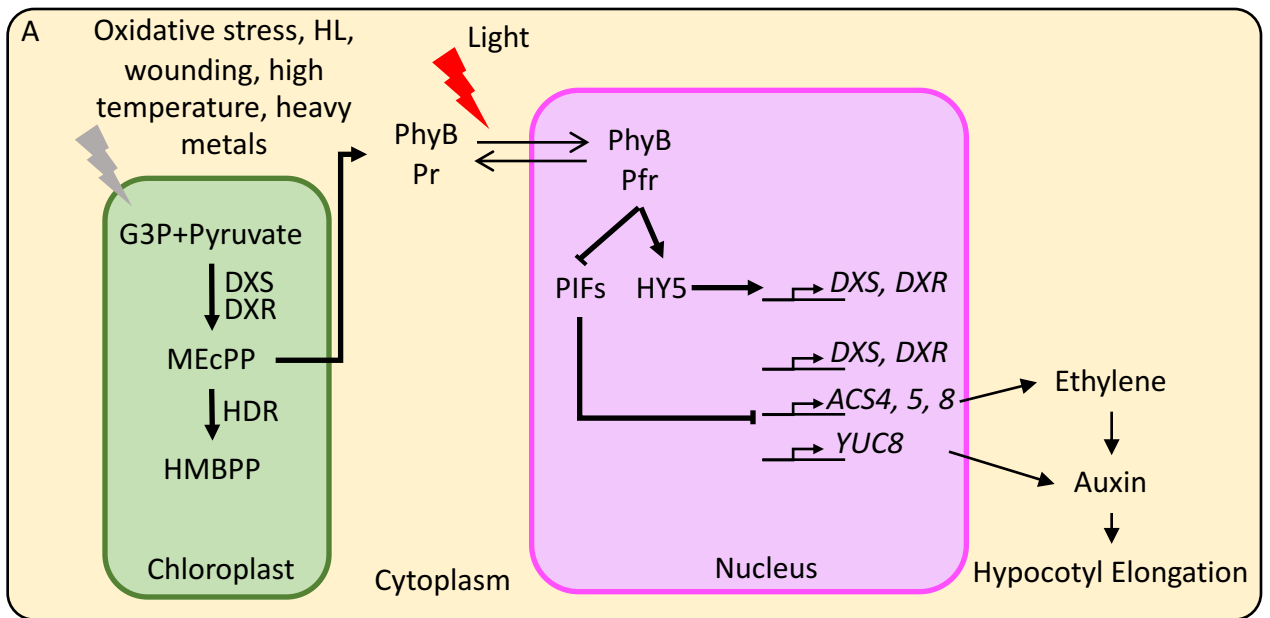 A
Oxidative stress, HL,
wounding, high
temperature, heavy
metals
Light
PhyB
Pr
PhyB
Pfr
G3P+Pyruvate
DXS
DXR
MEcPP
HDR
HMBPP
Chloroplast
Cytoplasm
PIFs
HY5
DXS, DXR
DXS, DXR
ACS4, 5, 8
YUC8
Nucleus
Ethylene
Auxin
Hypocotyl Elongation